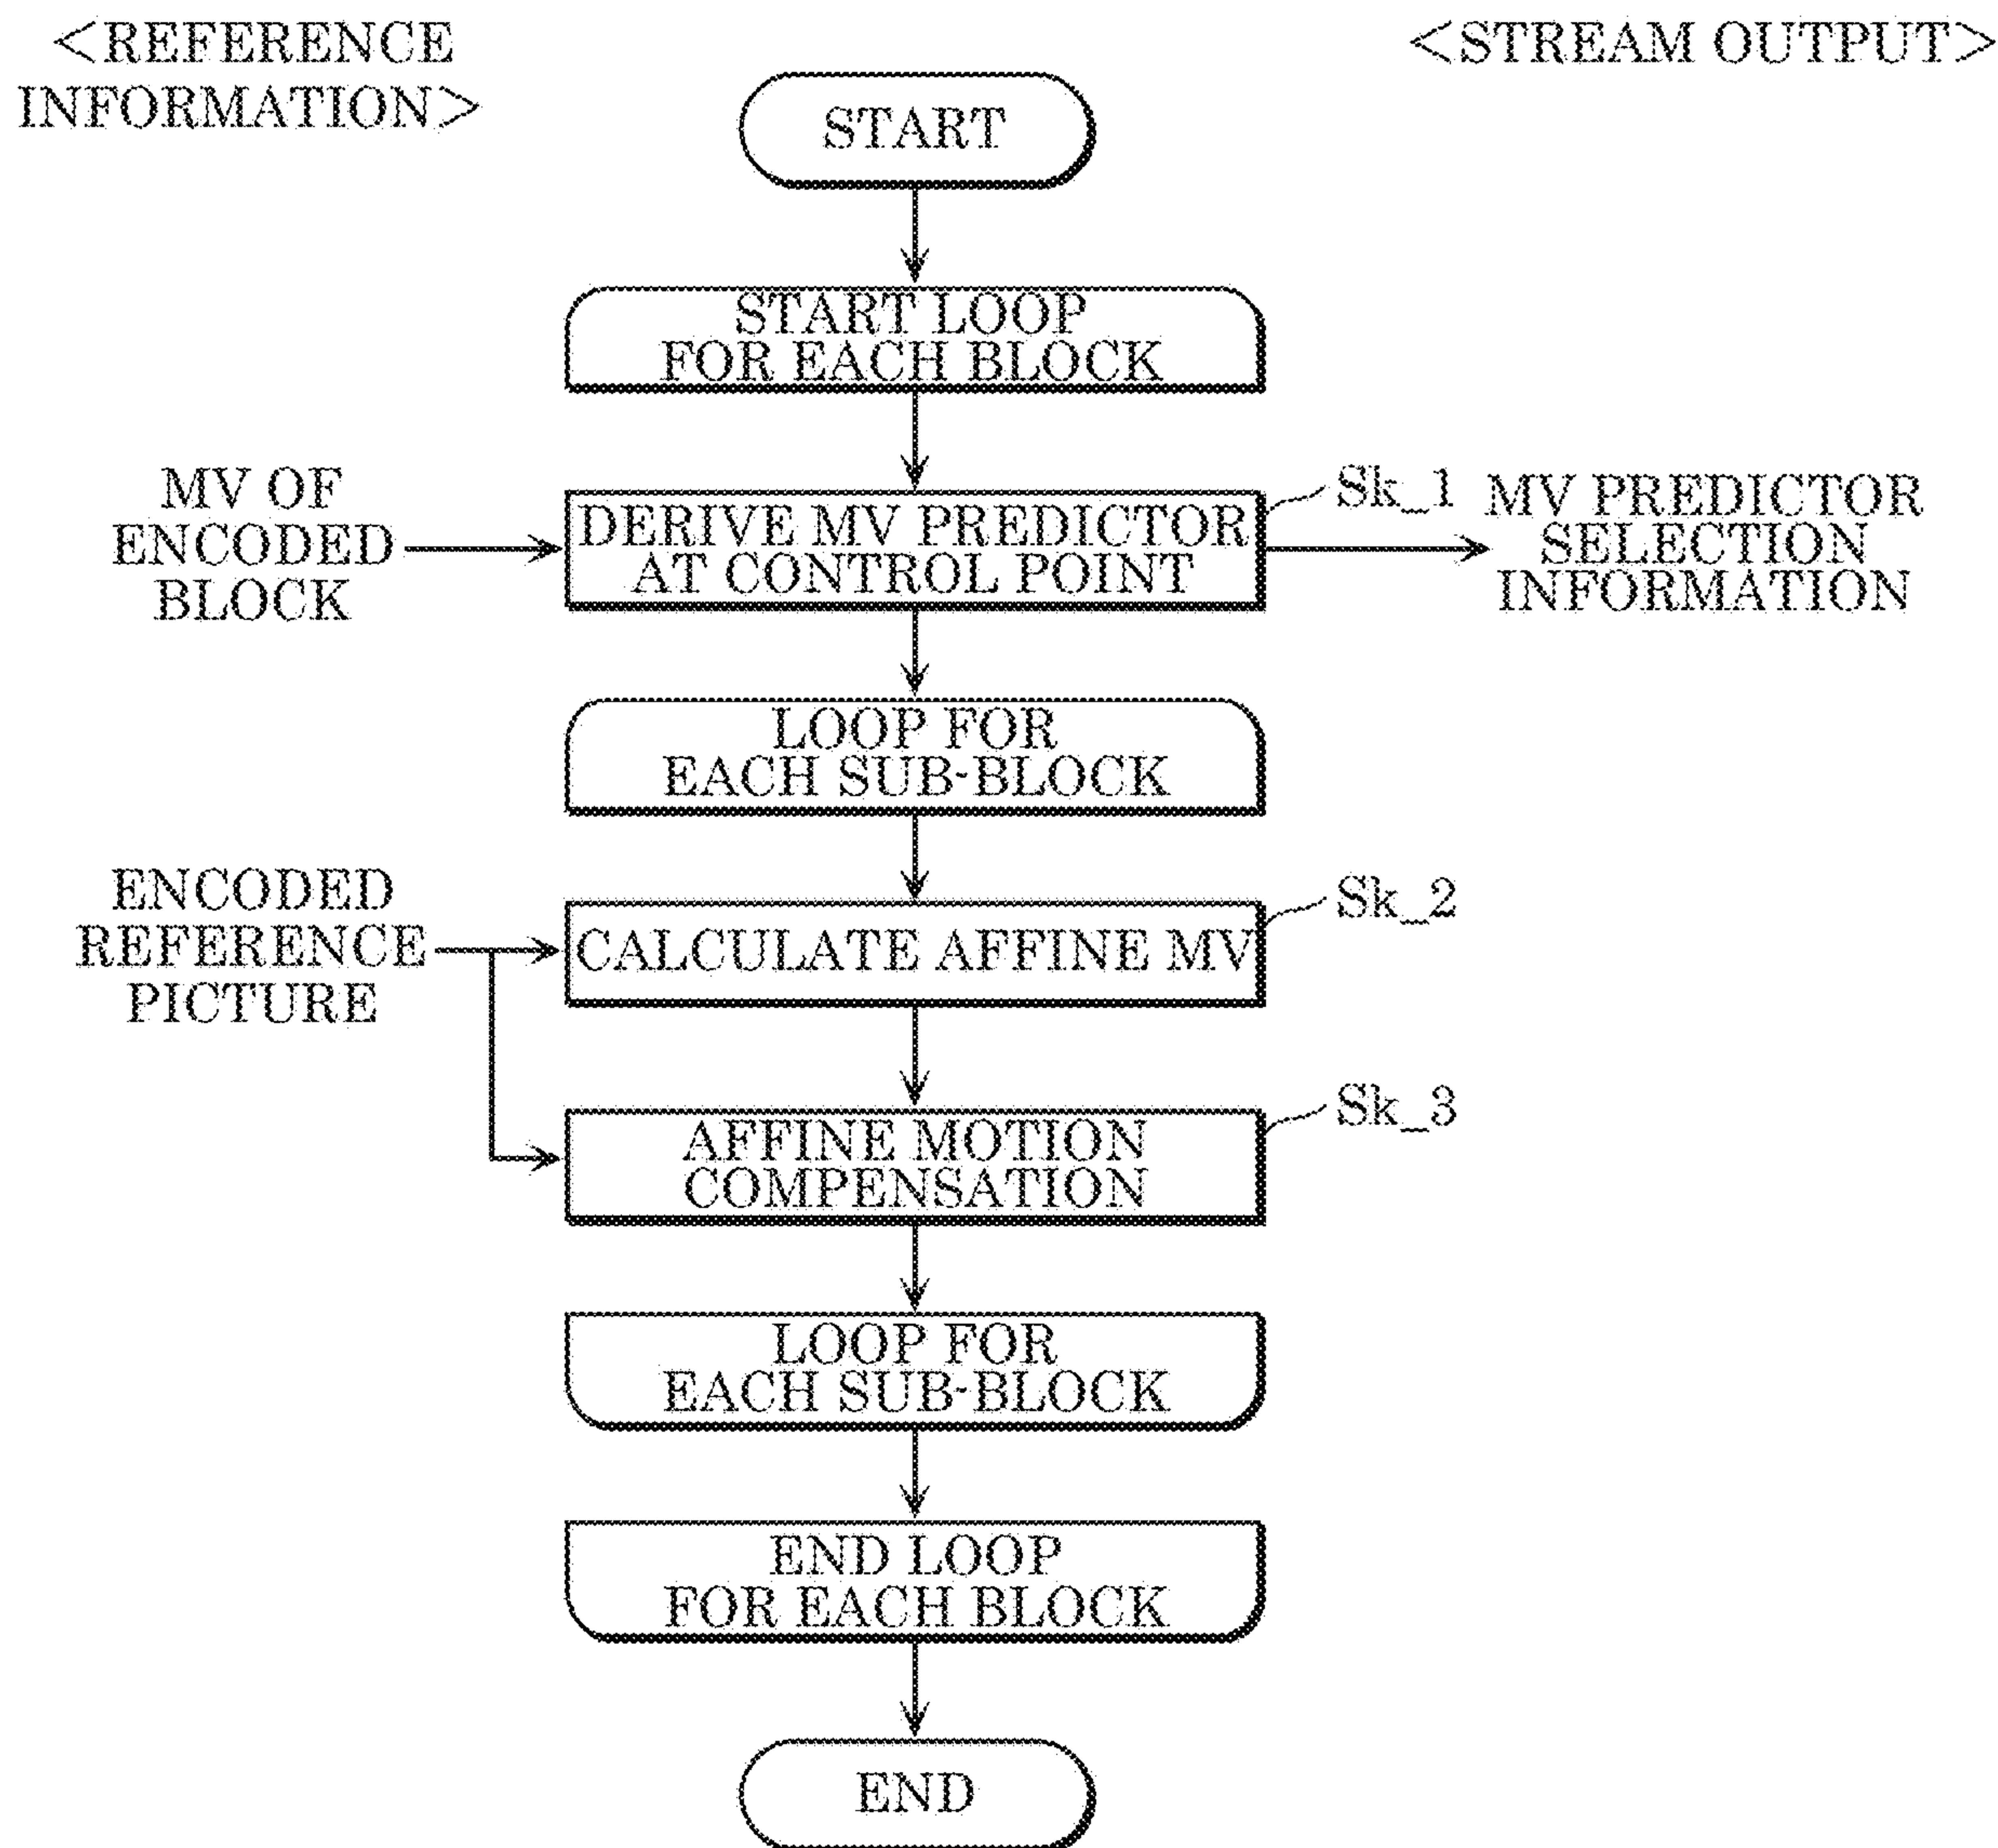 <REFERENCE
INFORMATION>
<STREAM OUTPUT>
START
START LOOP
FOR EACH BLOCK
MV OF
ENCODED
BLOCK
DERIVE MV PREDICTOR
AT CONTROL POINT
Sk_1
MV PREDICTOR
SELECTION
INFORMATION
LOOP FOR
EACH SUB-BLOCK
ENCODED
REFERENCE
PICTURE
CALCULATE AFFINE MV
Sk_2
AFFINE MOTION
COMPENSATION
Sk_3
LOOP FOR
EACH SUB-BLOCK
END LOOP
FOR EACH BLOCK
END